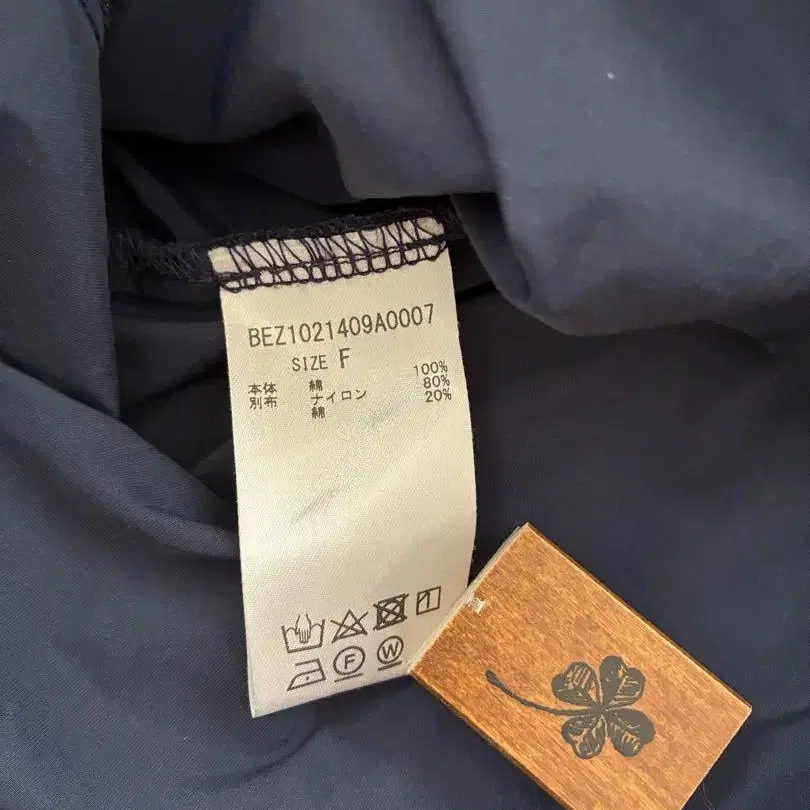 BEZ1021409A0007
SIZE F
本体 綿 100%
別布 ナイロン 80%
綿 20%
F
W